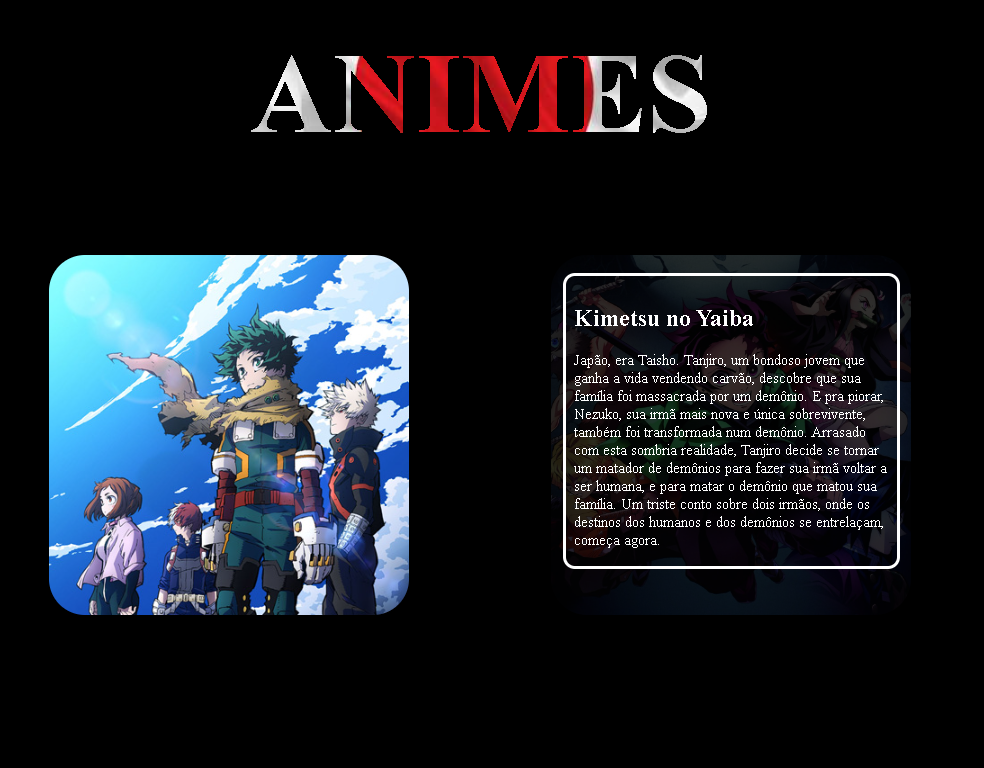 ANIMES
Kimetsu no Yaiba
Japão, era Taisho. Tanjiro, um bondoso jovem que
ganha a vida vendendo carvão, descobre que sua
família foi massacrada por um demônio. E pra piorar,
Nezuko, sua irmã mais nova e única sobrevivente,
também foi transformada num demônio. Arrasado
com esta sombria realidade, Tanjiro decide se tornar
um matador de demônios para fazer sua irmã voltar a
ser humana, e para matar o demônio que matou sua
família. Um triste conto sobre dois irmãos, onde os
destinos dos humanos e dos demônios se entrelaçam,
começa agora.